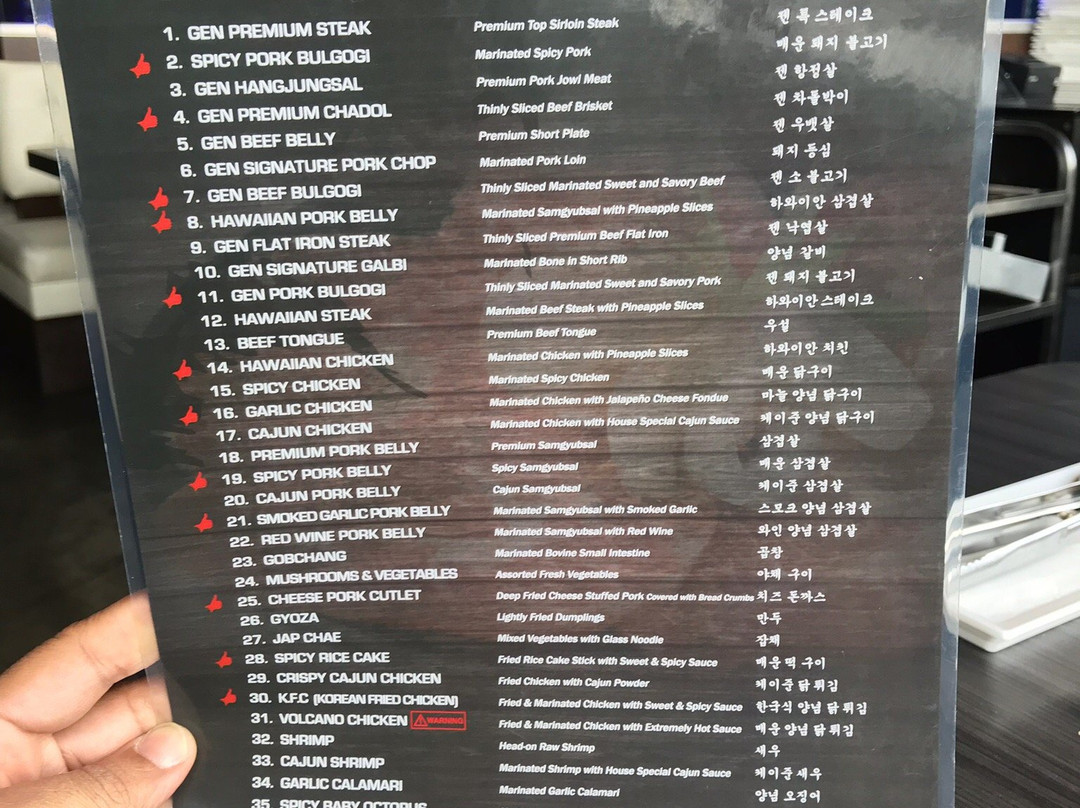 1. GEN PREMIUM STEAK Premium Top Sirloin Steak 젠 특 스테이크
2. SPICY PORK BULGOGI Marinated Spicy Pork 매운 돼지 불고기
3. GEN HANGJUNGSAL Premium Pork Jowl Meat 젠 항정살
4. GEN PREMIUM CHADOL Thinly Sliced Beef Brisket 젠 차돌박이
5. GEN BEEF BELLY Premium Short Plate 젠 우뱃살
6. GEN SIGNATURE PORK CHOP Marinated Pork Loin 돼지 등심
7. GEN BEEF BULGOGI Thinly Sliced Marinated Sweet and Savory Beef 젠 소 불고기
8. HAWAIIAN PORK BELLY Marinated Samgyubsal with Pineapple Slices 하와이안 삼겹살
9. GEN FLAT IRON STEAK Thinly Sliced Premium Beef Flat Iron 젠 낙엽살
10. GEN SIGNATURE GALBI Marinated Bone in Short Rib 양념 갈비
11. GEN PORK BULGOGI Thinly Sliced Marinated Sweet and Savory Pork 젠 돼지 불고기
12. HAWAIIAN STEAK Marinated Beef Steak with Pineapple Slices 하와이안 스테이크
13. BEEF TONGUE Premium Beef Tongue 우설
14. HAWAIIAN CHICKEN Marinated Chicken with Pineapple Slices 하와이안 치킨
15. SPICY CHICKEN Marinated Spicy Chicken 매운 닭구이
16. GARLIC CHICKEN Marinated Chicken with Jalapeño Cheese Fondue 마늘 양념 닭구이
17. CAJUN CHICKEN Marinated Chicken with House Special Cajun Sauce 케이준 양념 닭구이
18. PREMIUM PORK BELLY Premium Samgyubsal 삼겹살
19. SPICY PORK BELLY Spicy Samgyubsal 매운 삼겹살
20. CAJUN PORK BELLY Cajun Samgyubsal 케이준 삼겹살
21. SMOKED GARLIC PORK BELLY Marinated Samgyubsal with Smoked Garlic 스모크 양념 삼겹살
22. RED WINE PORK BELLY Marinated Samgyubsal with Red Wine 와인 양념 삼겹살
23. GOBCHANG Marinated Bovine Small Intestine 곱창
24. MUSHROOMS & VEGETABLES Assorted Fresh Vegetables 야채 구이
25. CHEESE PORK CUTLET Deep Fried Cheese Stuffed Pork Covered with Bread Crumbs 치즈 돈까스
26. GYOZA Lightly Fried Dumplings 만두
27. JAP CHAE Mixed Vegetables with Glass Noodle 잡채
28. SPICY RICE CAKE Fried Rice Cake Stick with Sweet & Spicy Sauce 매운 떡 구이
29. CRISPY CAJUN CHICKEN Fried Chicken with Cajun Powder 케이준 닭 튀김
30. K.F.C (KOREAN FRIED CHICKEN) Fried & Marinated Chicken with Sweet & Spicy Sauce 한국식 양념 닭 튀김
31. VOLCANO CHICKEN WARNING Fried & Marinated Chicken with Extremely Hot Sauce 매운 양념 닭 튀김
32. SHRIMP Head-on Raw Shrimp 새우
33. CAJUN SHRIMP Marinated Shrimp with House Special Cajun Sauce 케이준 새우
34. GARLIC CALAMARI Marinated Garlic Calamari 양념 오징어
35 SPICY BABY OCTOPUS